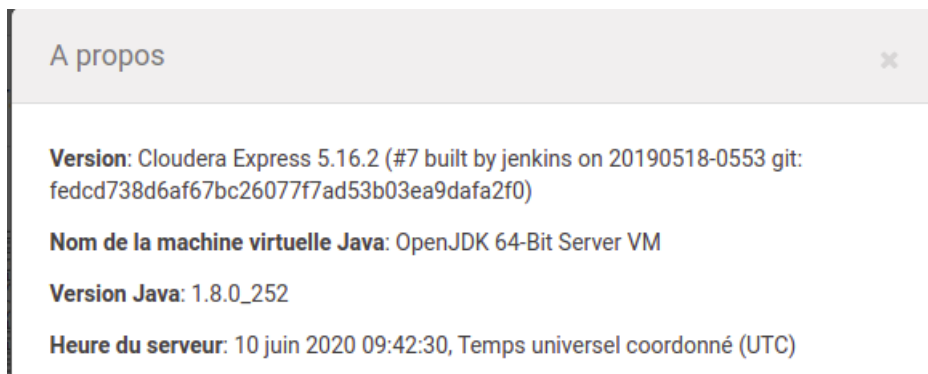 A propos
Version: Cloudera Express 5.16.2 (#7 built by jenkins on 20190518-0553 git:
fedcd738d6af67bc26077f7ad53b03ea9dafa2f0)
Nom de la machine virtuelle Java: OpenJDK 64-Bit Server VM
Version Java: 1.8.0_252
Heure du serveur: 10 juin 2020 09:42:30, Temps universel coordonné (UTC)